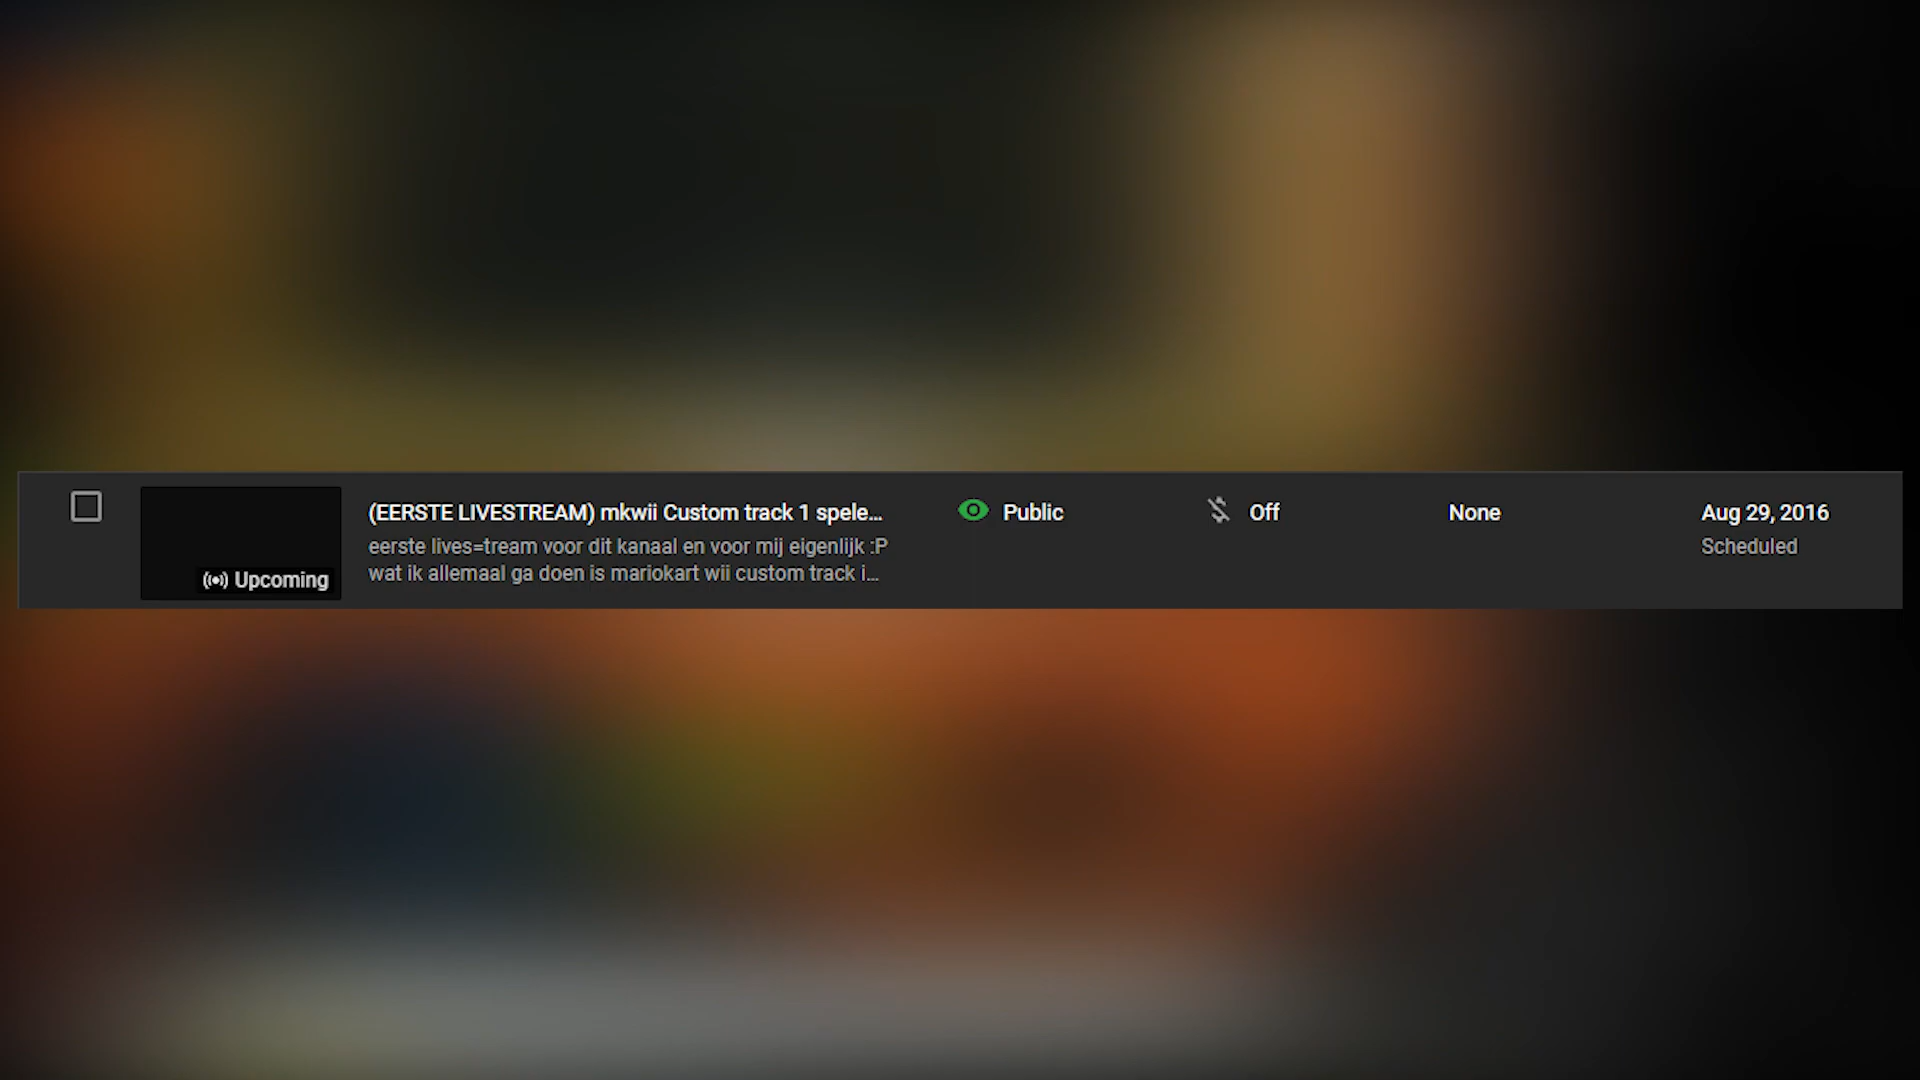 (EERSTE LIVESTREAM) mkwii Custom track 1 spele...
Public
Off
None
Aug 29, 2016
eerste lives=tream voor dit kanaal en voor mij eigenlijk :P
Scheduled
wat ik allemaal ga doen is mariokart wii custom track i...
Upcoming